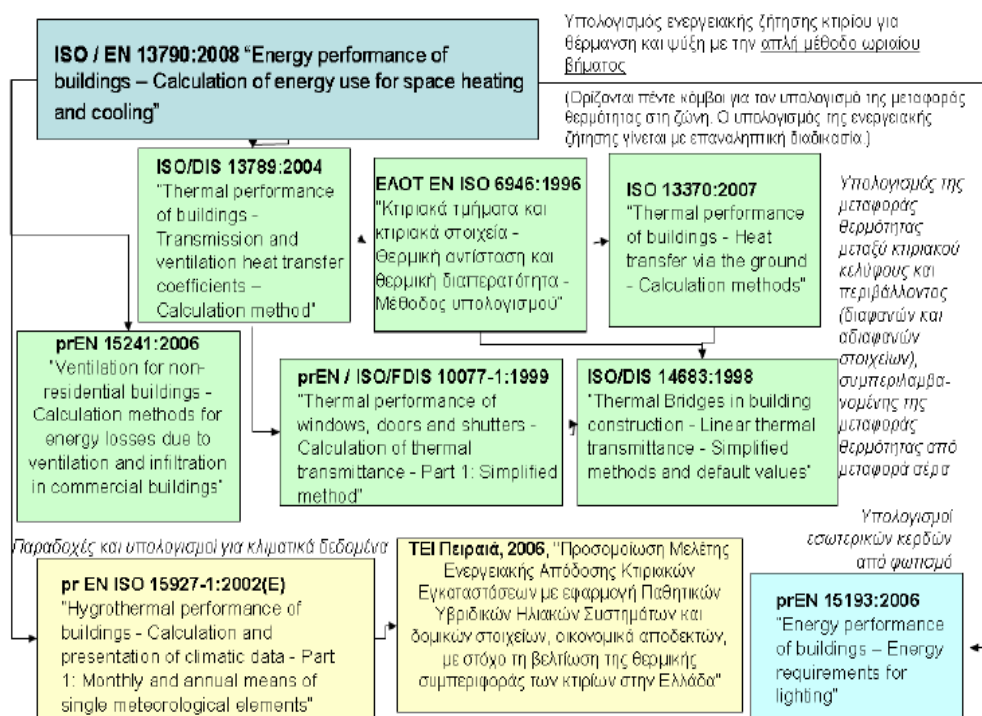 ISO / EN 13790:2008 “Energy performance of
buildings – Calculation of energy use for space heating
and cooling”
Υπολογισμός ενεργειακής ζήτησης κτιρίου για
θέρμανση και ψύξη με την απλή μέθοδο ωριαίου
βήματος
(Ορίζονται πέντε κόμβοι για τον υπολογισμό της μεταφοράς
θερμότητας στη ζώνη. Ο υπολογισμός της ενεργειακής
ζήτησης γίνεται με επαναληπτική διαδικασία.)
ISO/DIS 13789:2004
"Thermal performance
of buildings -
Transmission and
ventilation heat transfer
coefficients –
Calculation method"
ΕΛΟΤ EN ISO 6946:1996
"Κτιριακά τμήματα και
κτιριακά στοιχεία -
Θερμική αντίσταση και
θερμική διαπερατότητα -
Μέθοδος υπολογισμού"
ISO 13370:2007
"Thermal performance
of buildings - Heat
transfer via the ground
- Calculation methods"
Υπολογισμός της
μεταφοράς
θερμότητας
μεταξύ κτιριακού
κελύφους και
περιβάλλοντος
(διαφανών και
αδιαφανών
στοιχείων),
συμπεριλαμβα-
νομένης της
μεταφοράς
θερμότητας από
μεταφορά αέρα
prEN 15241:2006
"Ventilation for non-
residential buildings -
Calculation methods for
energy losses due to
ventilation and infiltration
in commercial buildings"
prEN / ISO/FDIS 10077-1:1999
"Thermal performance of
windows, doors and shutters -
Calculation of thermal
transmittance - Part 1: Simplified
method"
ISO/DIS 14683:1998
"Thermal Bridges in building
construction - Linear thermal
transmittance - Simplified
methods and default values"
Παραδοχές και υπολογισμοί για κλιματικά δεδομένα
Υπολογισμοί
εσωτερικών κερδών
από φωτισμό
pr EN ISO 15927-1:2002(E)
"Hygrothermal performance of
buildings - Calculation and
presentation of climatic data - Part
1: Monthly and annual means of
single meteorological elements"
ΤΕΙ Πειραιά, 2006, "Προσομοίωση Μελέτης
Ενεργειακής Απόδοσης Κτιριακών
Εγκαταστάσεων με εφαρμογή Παθητικών
Υβριδικών Ηλιακών Συστημάτων και
δομικών στοιχείων, οικονομικά αποδεκτών,
με στόχο τη βελτίωση της θερμικής
συμπεριφοράς των κτιρίων στην Ελλάδα"
prEN 15193:2006
"Energy performance
of buildings – Energy
requirements for
lighting"